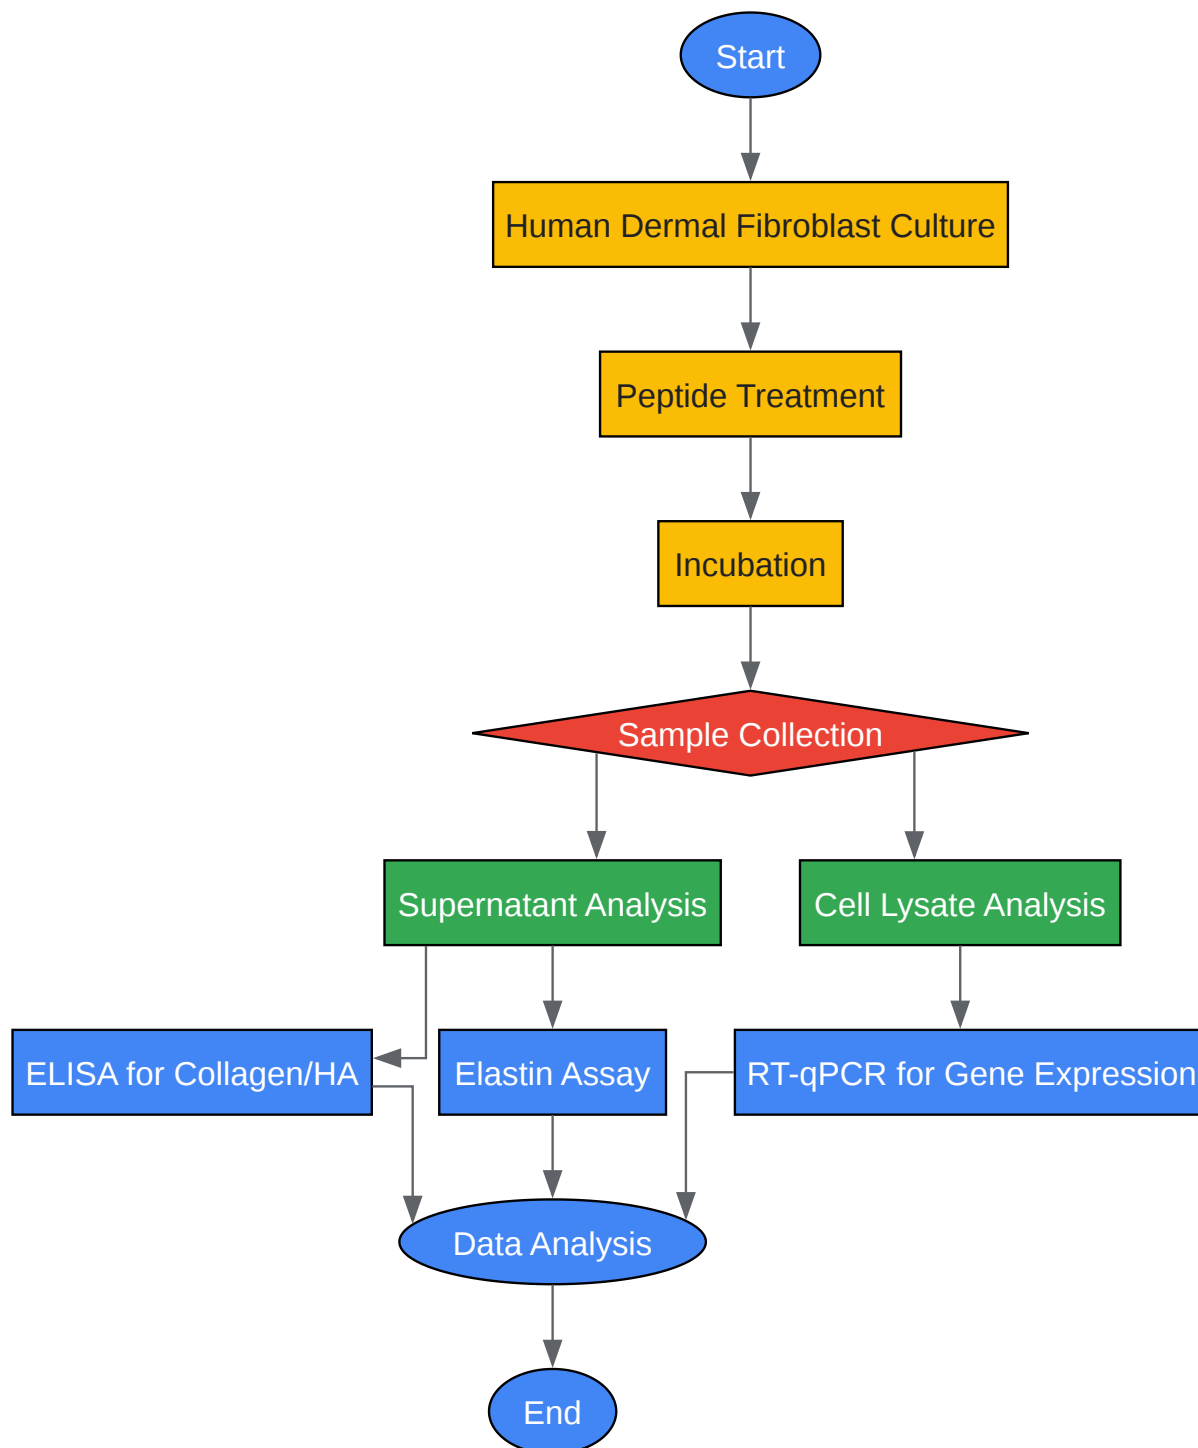 Start
Human Dermal Fibroblast Culture
Peptide Treatment
Incubation
Sample Collection
Supernatant Analysis
Cell Lysate Analysis
ELISA for Collagen/HA
Elastin Assay
RT-qPCR for Gene Expression
Data Analysis
End